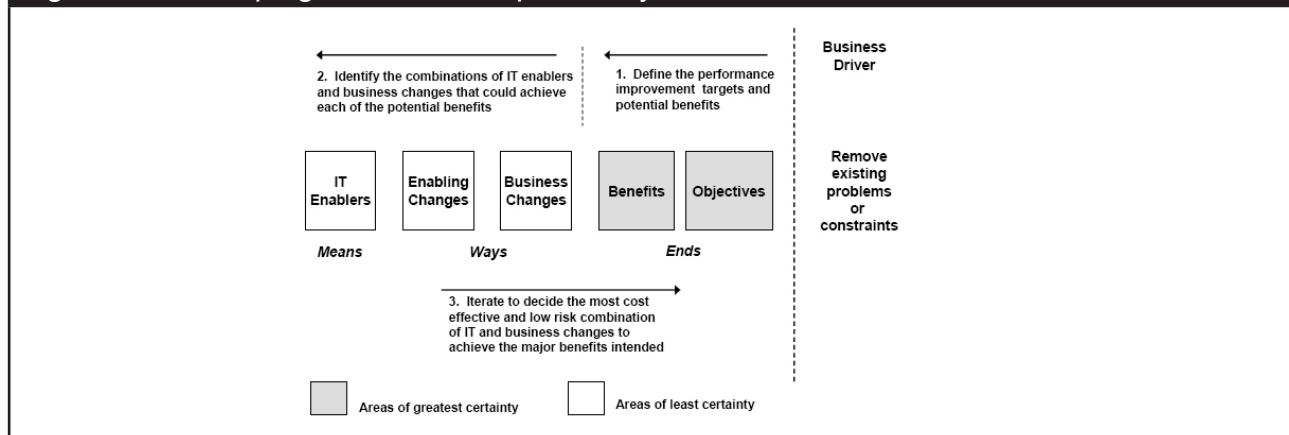 Business
Driver
2. Identify the combinations of IT enablers
and business changes that could achieve
each of the potential benefits
1. Define the performance
improvement targets and
potential benefits
IT
Enablers
Enabling
Changes
Business
Changes
Benefits
Objectives
Remove
existing
problems
or
constraints
Means
Ways
Ends
3. Iterate to decide the most cost
effective and low risk combination
of IT and business changes to
achieve the major benefits intended
Areas of greatest certainty
Areas of least certainty